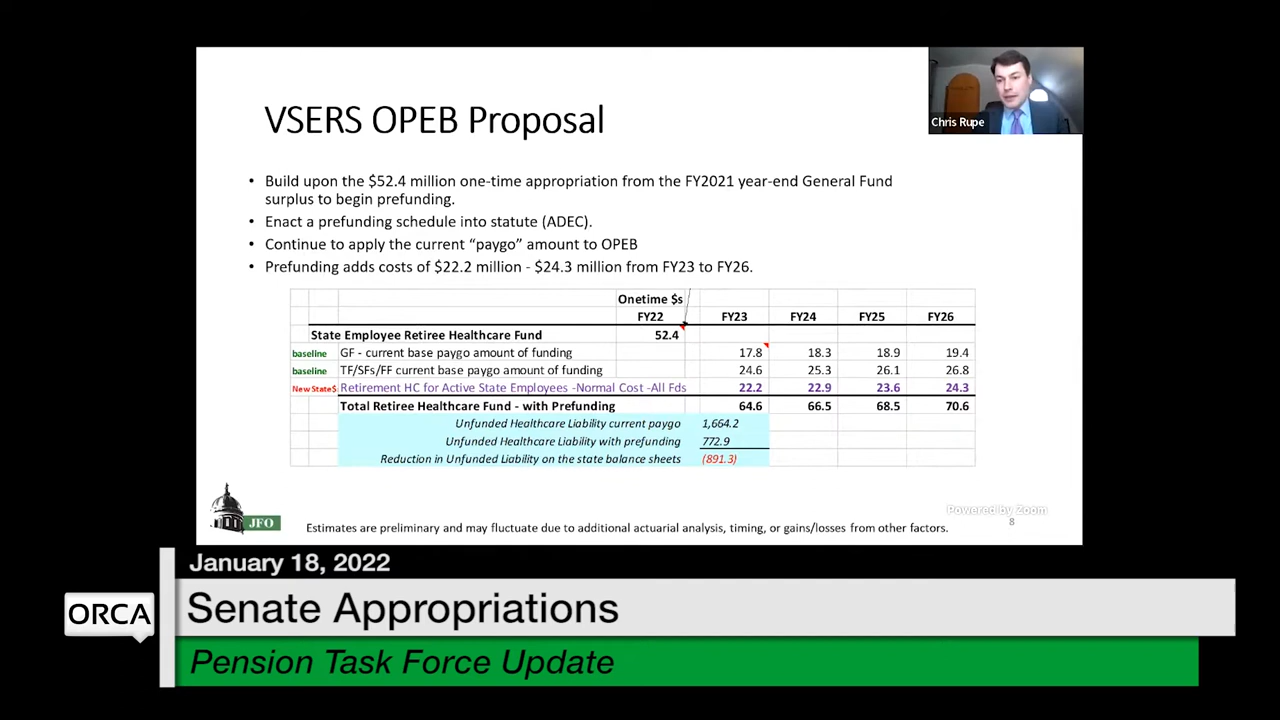 VSERS OPEB Proposal
Chris Rupe
• Build upon the $52.4 million one-time appropriation from the FY2021 year-end General Fund
surplus to begin prefunding.
• Enact a prefunding schedule into statute (ADEC).
• Continue to apply the current “paygo” amount to OPEB
• Prefunding adds costs of $22.2 million - $24.3 million from FY23 to FY26.
Onetime $s
FY22 FY23 FY24 FY25 FY26
State Employee Retiree Healthcare Fund 52.4
baseline GF - current base paygo amount of funding 17.8 18.3 18.9 19.4
baseline TF/SFs/FF current base paygo amount of funding 24.6 25.3 26.1 26.8
New State$ Retirement HC for Active State Employees -Normal Cost -All Fds 22.2 22.9 23.6 24.3
Total Retiree Healthcare Fund - with Prefunding 64.6 66.5 68.5 70.6
Unfunded Healthcare Liability current paygo 1,664.2
Unfunded Healthcare Liability with prefunding 772.9
Reduction in Unfunded Liability on the state balance sheets (891.3)
JFO
Powered by Zoom
8
Estimates are preliminary and may fluctuate due to additional actuarial analysis, timing, or gains/losses from other factors.
January 18, 2022
ORCA
Senate Appropriations
Pension Task Force Update